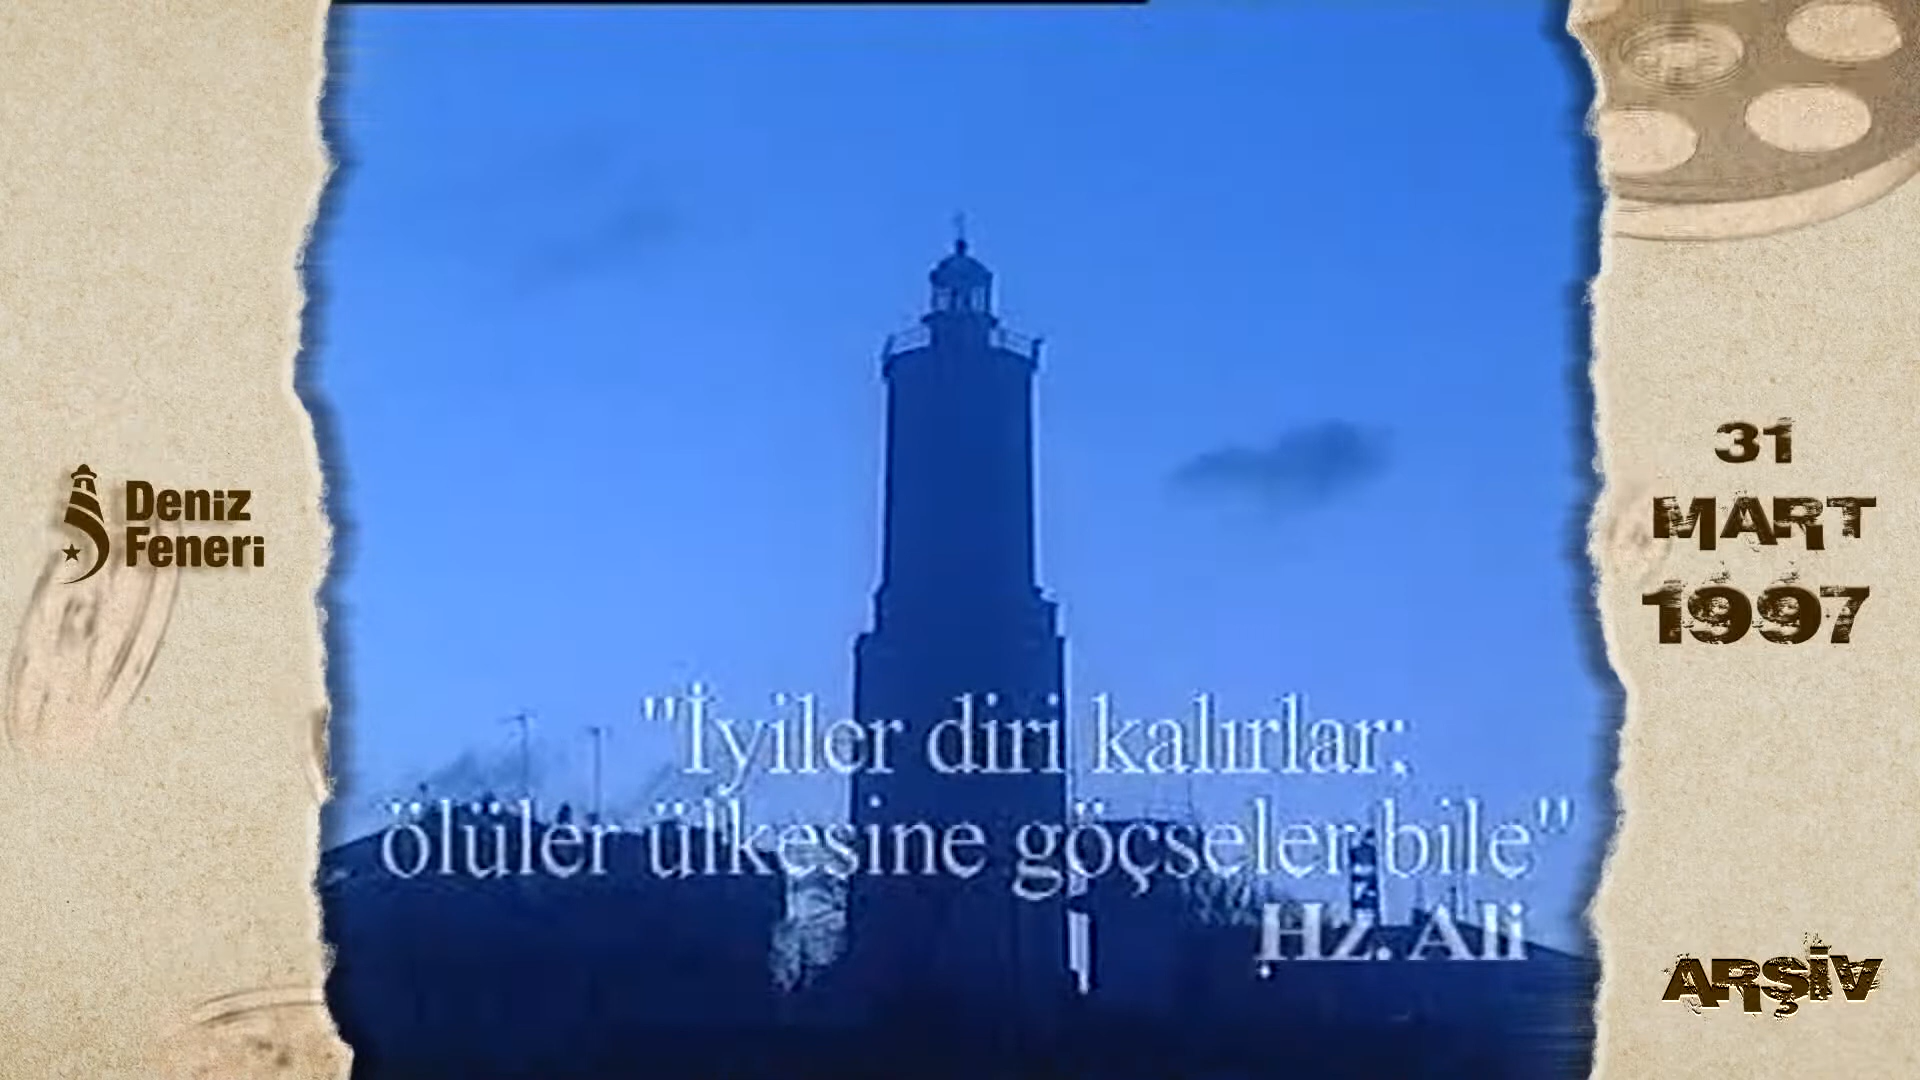 Deniz
Feneri
"İyiler diri kalırlar;
ölüler ülkesine göçseler bile"
Hz. Ali
31
MART
1997
ARŞİV